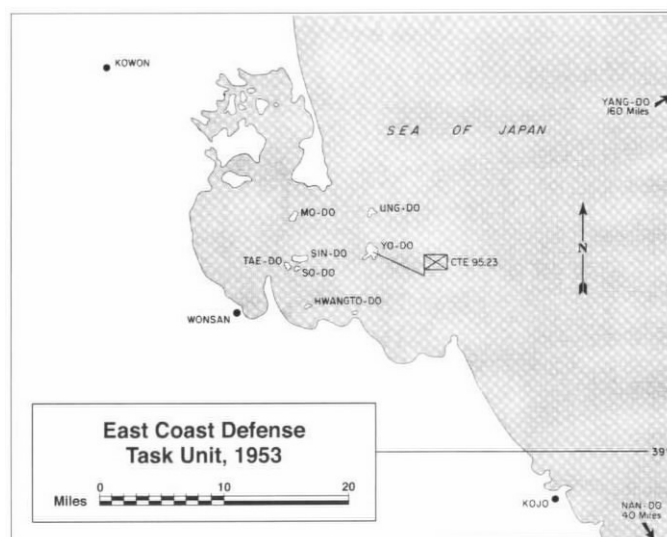 KOWON
YANG-DO
160 Miles
SEA OF JAPAN
MO-DO
UNG-DO
YO-DO
SIN-DO
TAE-DO
SO-DO
CTE 95.23
N
HWANGTO-DO
WONSAN
East Coast Defense
Task Unit, 1953
0 10 20
Miles
39°
KOJO
NAN-DO
40 Miles